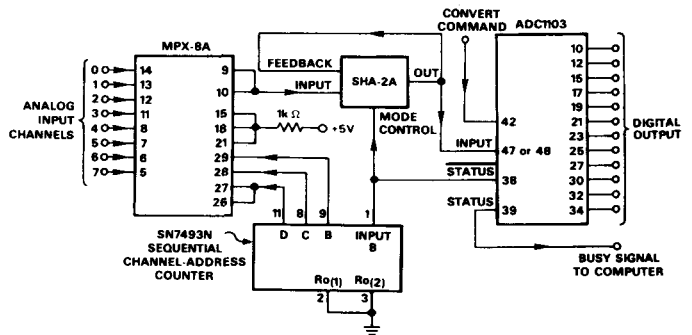 CONVERT
COMMAND
ADC1103
MPX-8A
FEEDBACK
SHA-2A
OUT
INPUT
MODE
CONTROL
ANALOG
INPUT
CHANNELS
0 14
1 13
2 12
3 11
4 8
5 7
6 6
7 5
9
10
15
18
21
29
28
27
26
1k Ω
+5V
42
INPUT 47 or 48
STATUS 38
STATUS 39
10
12
15
17
19
21
23
25
27
30
32
34
DIGITAL
OUTPUT
BUSY SIGNAL
TO COMPUTER
11 8 9 1
D C B INPUT
B
SN7493N
SEQUENTIAL
CHANNEL-ADDRESS
COUNTER
Ro(1) Ro(2)
2 3